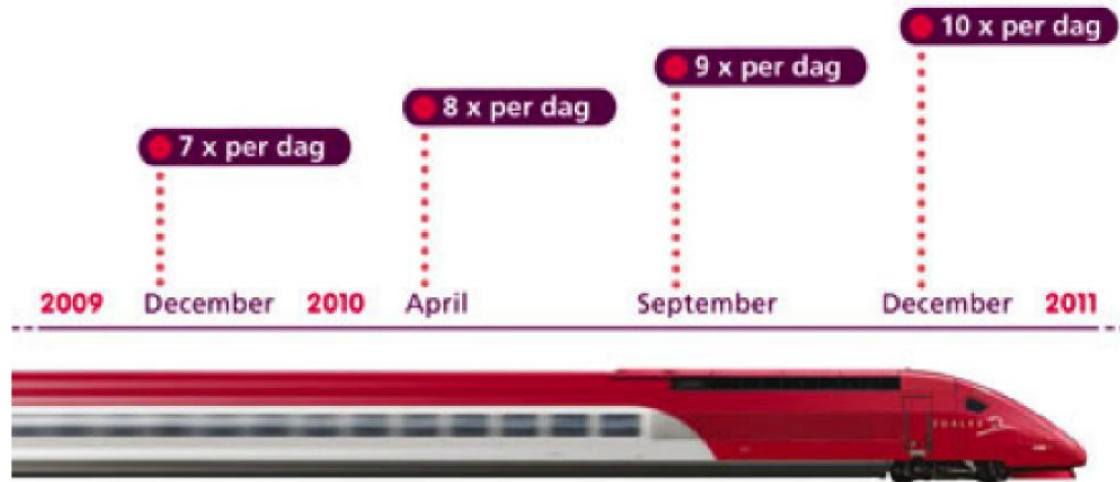 10 x per dag
9 x per dag
8 x per dag
7 x per dag
2009 December 2010 April September December 2011
THALYS